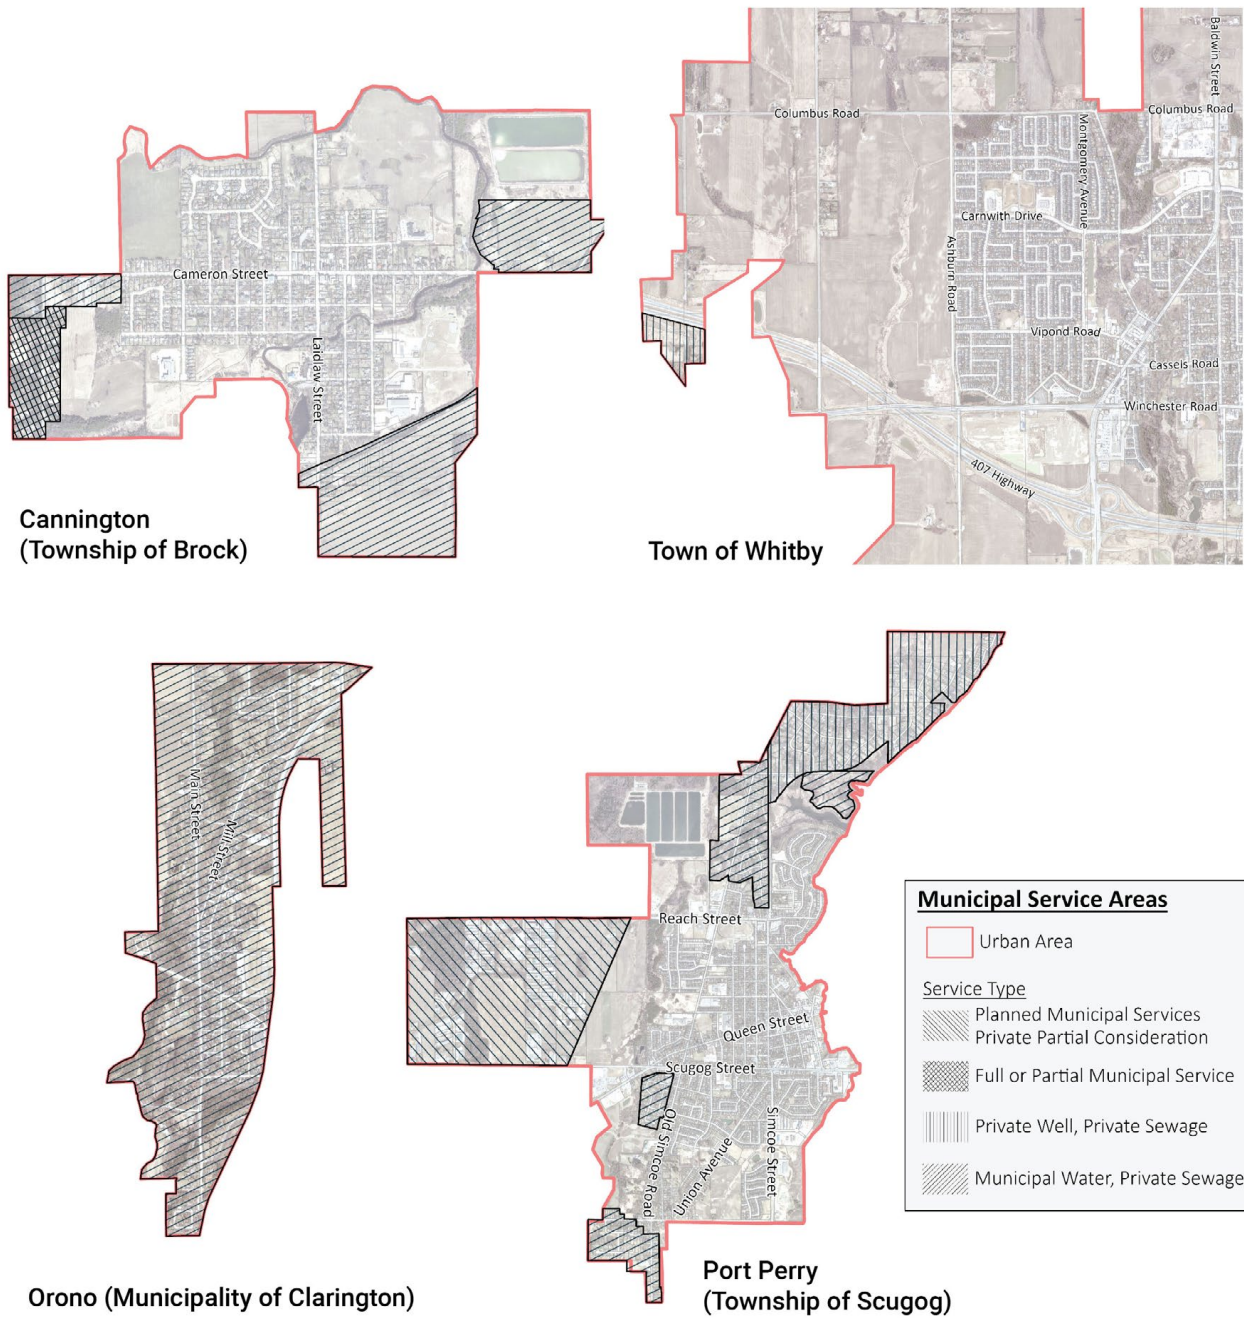 Baldwin Street
Columbus Road
Columbus Road
Montgomery Avenue
Carnwith Drive
Ashburn Road
Vipond Road
Cassels Road
Winchester Road
407 Highway
Town of Whitby
Cameron Street
Laidlaw Street
Cannington
(Township of Brock)
Main Street
Mill Street
Orono (Municipality of Clarington)
Reach Street
Queen Street
Scugog Street
Old Simcoe Road
Union Avenue
Simcoe Street
Port Perry
(Township of Scugog)
Municipal Service Areas
Urban Area
Service Type
Planned Municipal Services
Private Partial Consideration
Full or Partial Municipal Service
Private Well, Private Sewage
Municipal Water, Private Sewage